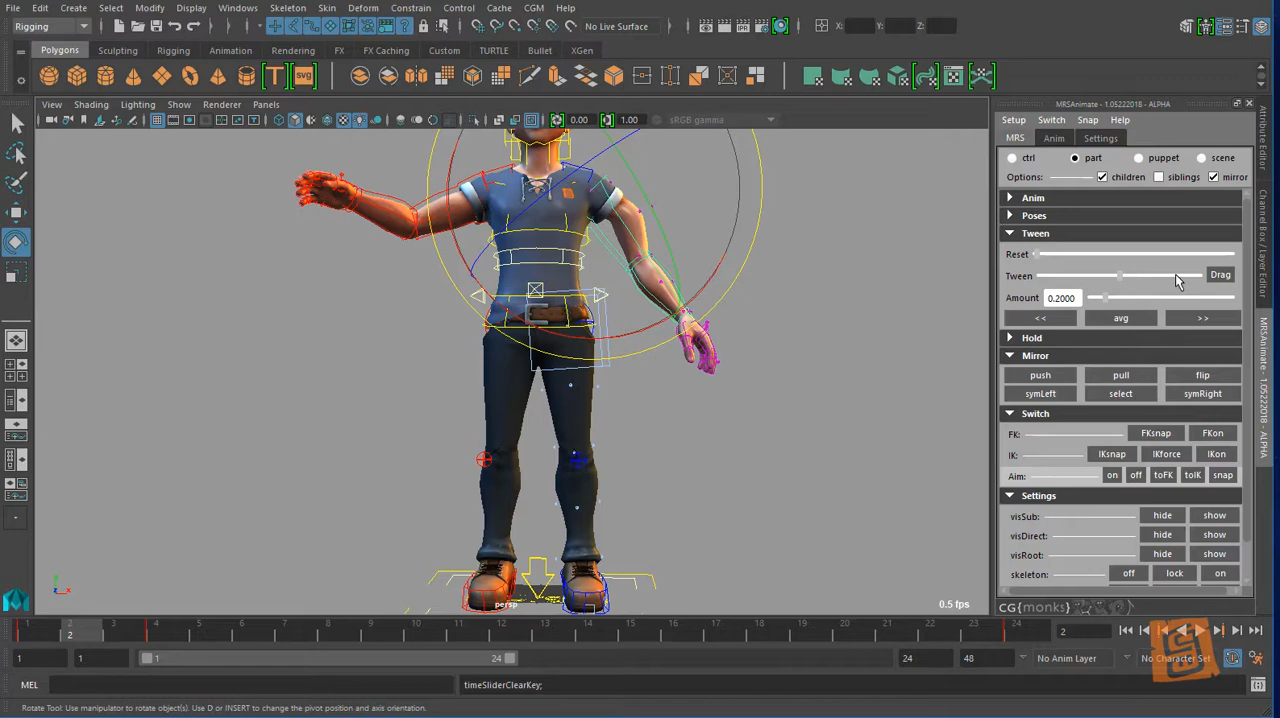 File Edit Create Select Modify Display Windows Skeleton Skin Deform Constrain Control Cache CGM Help
Rigging No Live Surface X: Y: Z:
Polygons Sculpting Rigging Animation Rendering FX FX Caching Custom TURTLE Bullet XGen
T svg
View Shading Lighting Show Renderer Panels
0.00 1.00 sRGB gamma
MRSAnimate - 1.05222018 - ALPHA
Setup Switch Snap Help
MRS Anim Settings
ctrl part puppet scene
Options: children siblings mirror
Anim
Poses
Tween
Reset
Tween Drag
Amount 0.2000
<< avg >>
Hold
Mirror
push pull flip
symLeft select symRight
Switch
FK: FKsnap FKon
IK: IKsnap IKforce IKon
Aim: on off toFK toIK snap
Settings
visSub: hide show
visDirect: hide show
visRoot: hide show
skeleton: off lock on
CG{monks}
Attribute Editor
Channel Box / Layer Editor
MRSAnimate - 1.05222018 - ALPHA
persp 0.5 fps
1 2 3 4 5 6 7 8 9 10 11 12 13 14 15 16 17 18 19 20 21 22 23 24
2
2
1 1 1 24 24 48 No Anim Layer No Character Set
MEL timeSliderClearKey;
Rotate Tool: Use manipulator to rotate object(s). Use D or INSERT to change the pivot position and axis orientation.